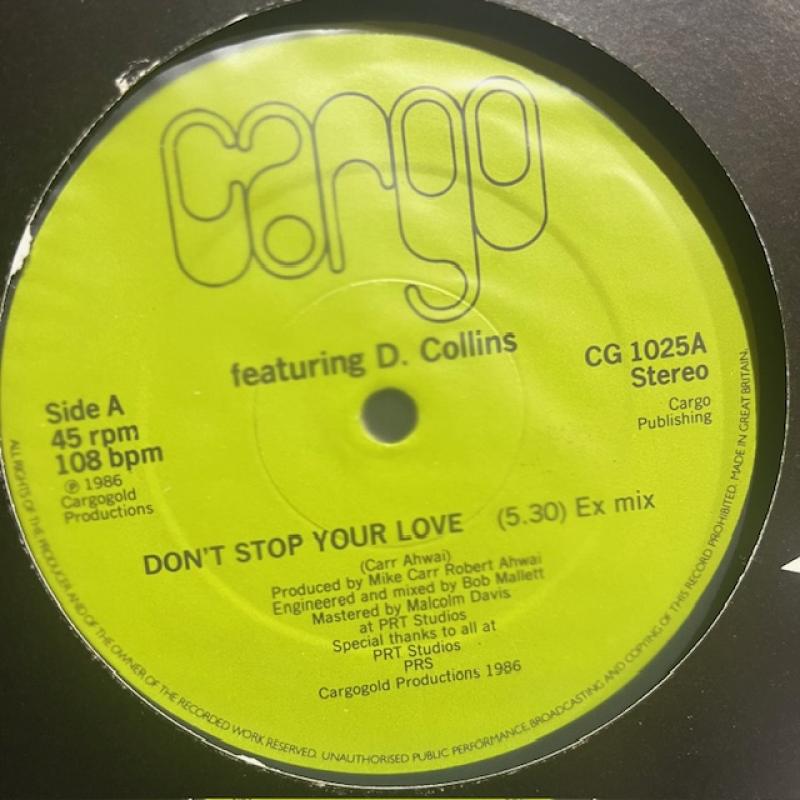 cargo
featuring D. Collins
CG 1025A
Stereo
Cargo
Publishing
Side A
45 rpm
108 bpm
℗ 1986
Cargogold
Productions
DON'T STOP YOUR LOVE (5.30) Ex mix
(Carr Ahwai)
Produced by Mike Carr Robert Ahwai
Engineered and mixed by Bob Mallett
Mastered by Malcolm Davis
at PRT Studios
Special thanks to all at
PRT Studios
PRS
Cargogold Productions 1986
ALL RIGHTS OF THE PRODUCER AND OF THE OWNER OF THE RECORDED WORK RESERVED. UNAUTHORISED PUBLIC PERFORMANCE, BROADCASTING AND COPYING OF THIS RECORD PROHIBITED. MADE IN GREAT BRITAIN.